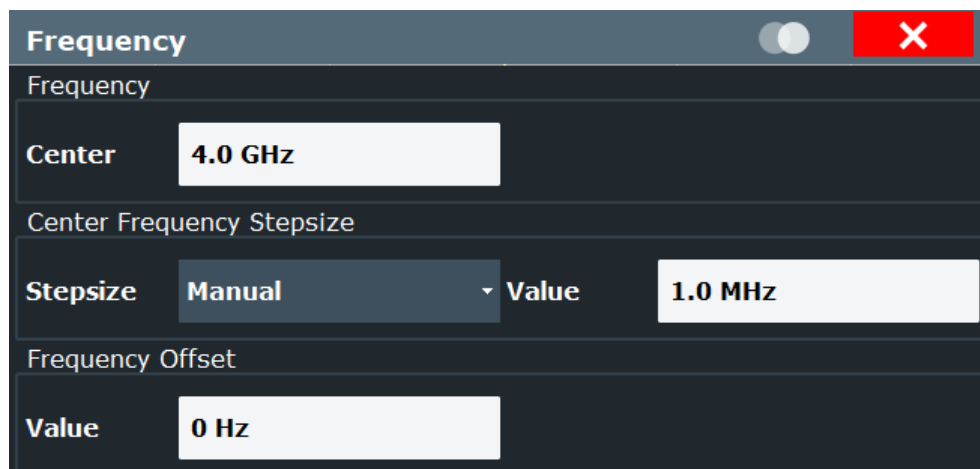 Frequency
Frequency
Center 4.0 GHz
Center Frequency Stepsize
Stepsize Manual Value 1.0 MHz
Frequency Offset
Value 0 Hz